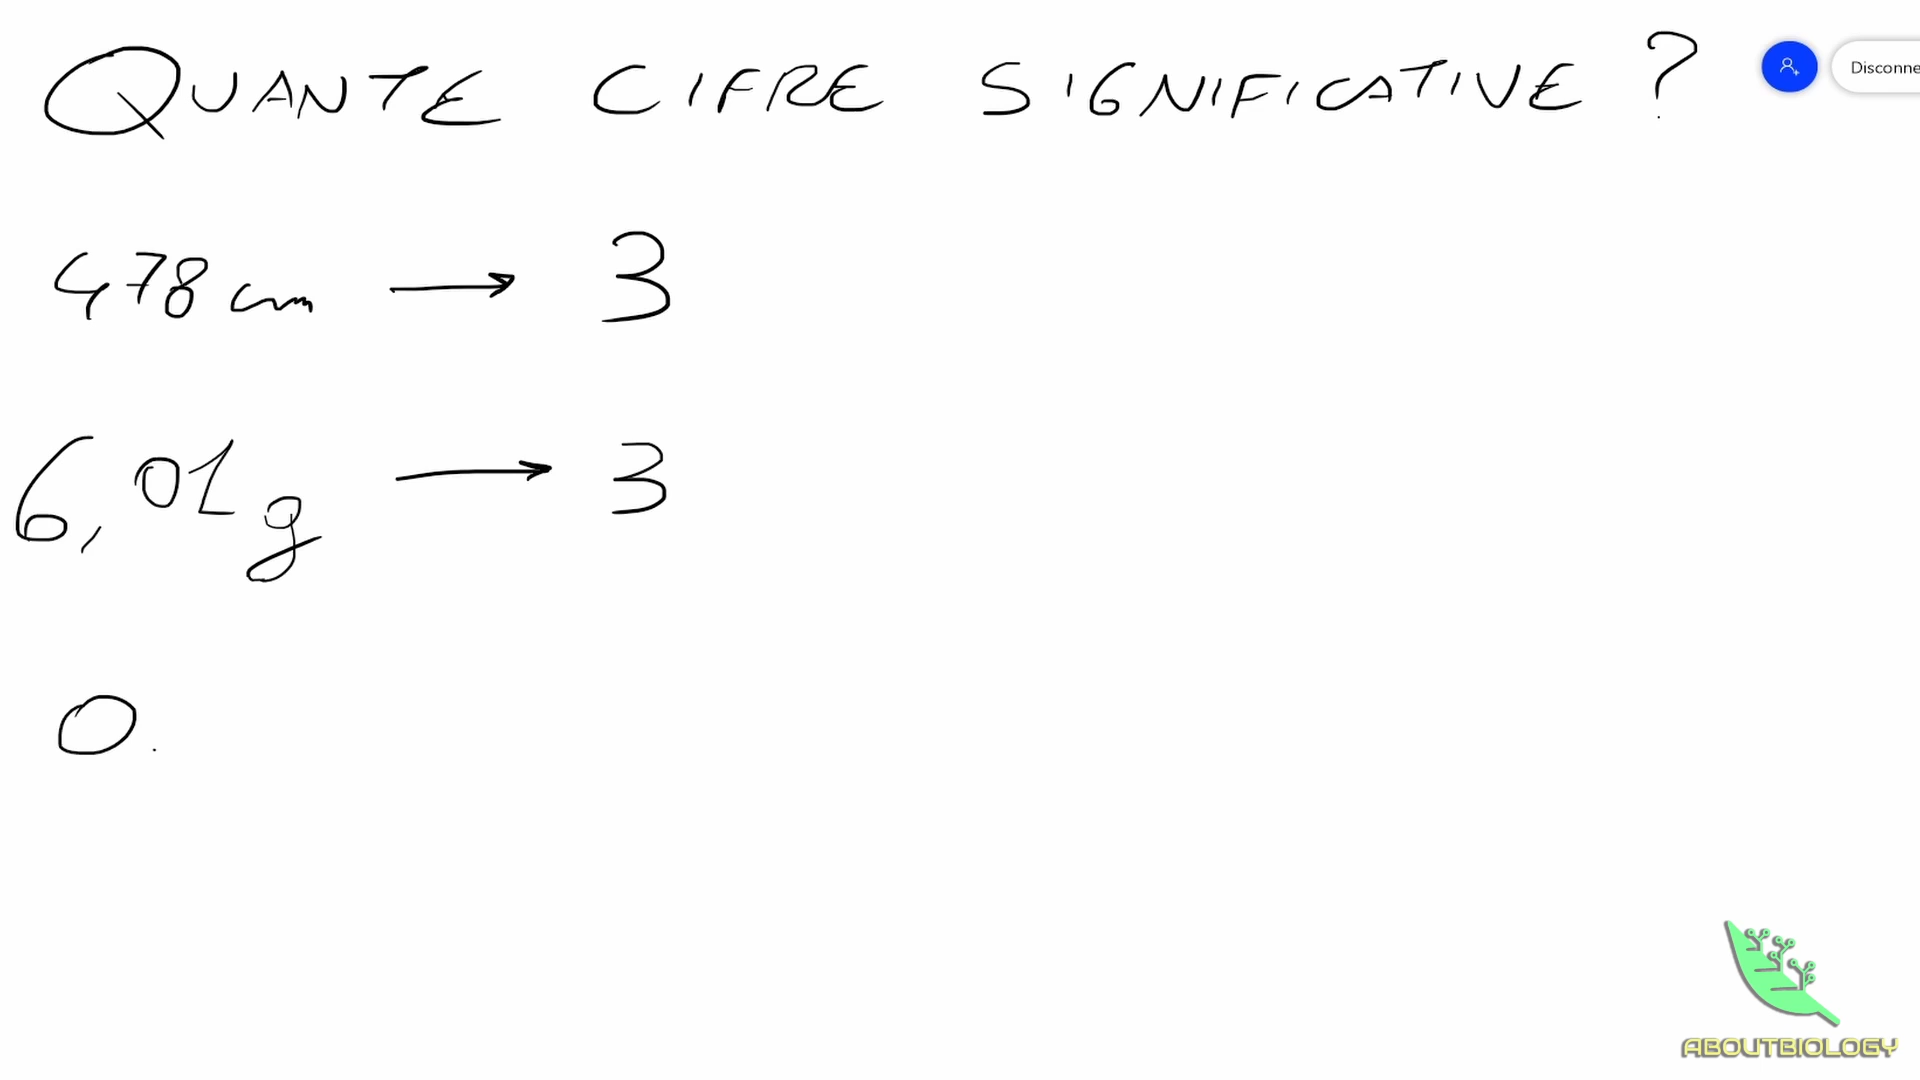 QUANTE CIFRE SIGNIFICATIVE ?
Disconne
478 cm → 3
6,01 g → 3
0.
ABOUTBIOLOGY